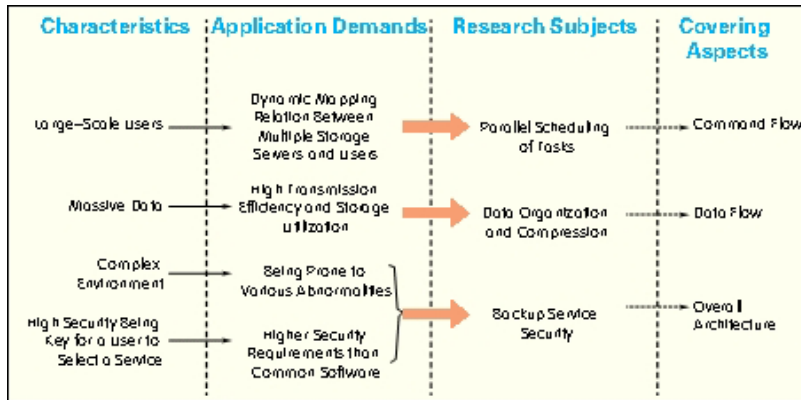 Characteristics
Application Demands
Research Subjects
Covering
Aspects
Large-Scale Users
Dynamic Mapping
Relation Between
Multiple Storage
Severs and Users
Parallel Scheduling
of Tasks
Command Flow
Massive Data
High Transmission
Efficiency and Storage
Utilization
Data Organization
and Compression
Data Flow
Complex
Environment
Being Prone to
Various Abnormalities
High Security Being
Key for a User to
Select a Service
Higher Security
Requirements than
Common Software
Backup Service
Security
Overall
Architecture